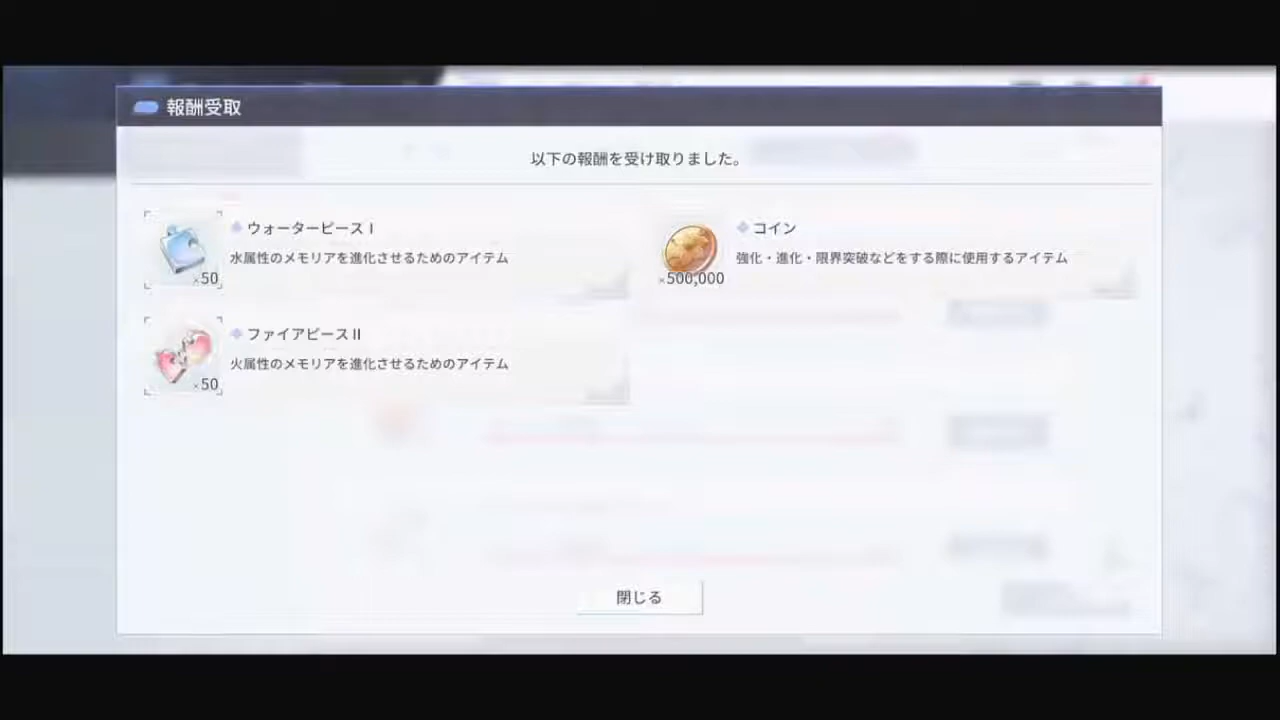 報酬受取
以下の報酬を受け取りました。
ウォーターピースⅠ
水属性のメモリアを進化させるためのアイテム
×50
コイン
強化・進化・限界突破などをする際に使用するアイテム
×500,000
ファイアピースⅡ
火属性のメモリアを進化させるためのアイテム
×50
閉じる